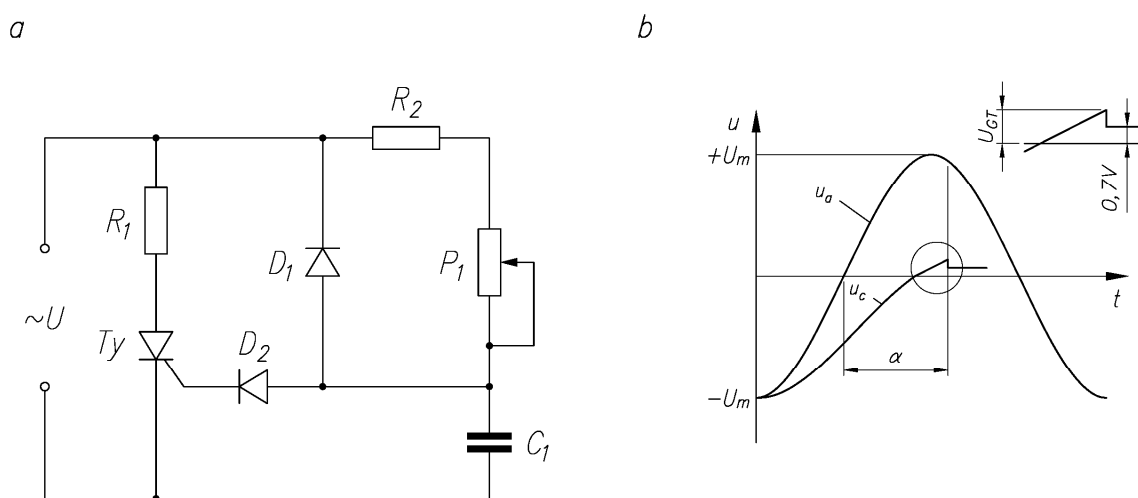 a
b
R2
R1
D1
P1
~U
Ty
D2
C1
u
+Um
ua
uc
α
t
-Um
UGT
0,7V